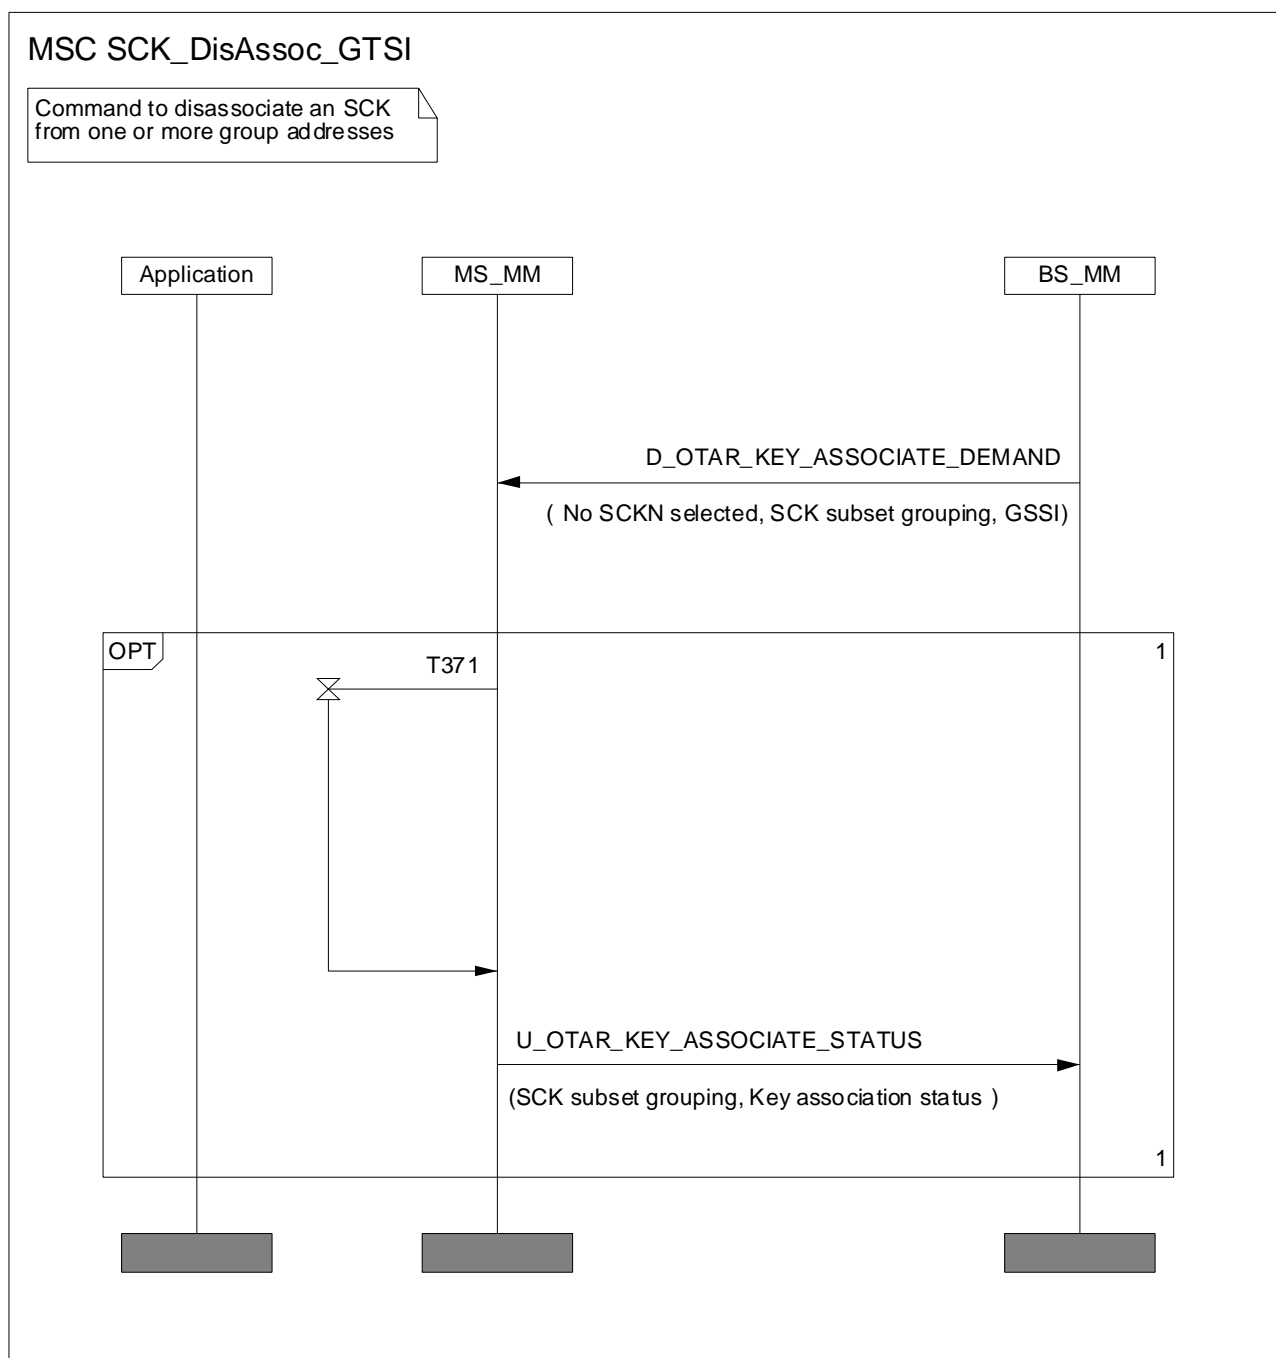 MSC SCK_DisAssoc_GTSI
Command to disassociate an SCK
from one or more group addresses
Application
MS_MM
BS_MM
D_OTAR_KEY_ASSOCIATE_DEMAND
( No SCKN selected, SCK subset grouping, GSSI)
OPT
1
T371
U_OTAR_KEY_ASSOCIATE_STATUS
(SCK subset grouping, Key association status )
1